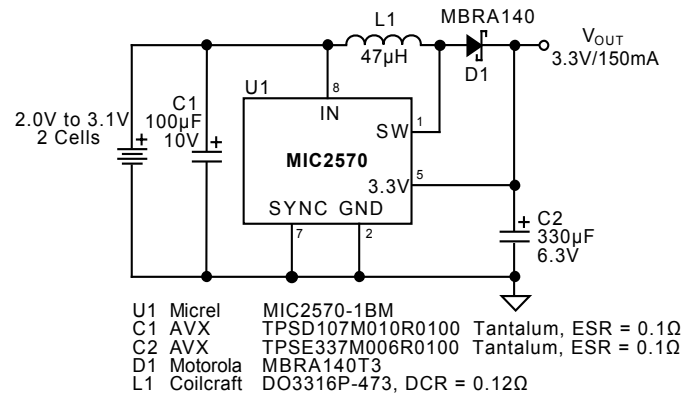 MBRA140
L1
47µH
D1
VOUT
3.3V/150mA
U1
8
IN
2.0V to 3.1V
2 Cells
C1
100µF
10V
SW
1
MIC2570
3.3V
5
SYNC GND
7
2
C2
330µF
6.3V
U1 Micrel MIC2570-1BM
C1 AVX TPSD107M010R0100 Tantalum, ESR = 0.1Ω
C2 AVX TPSE337M006R0100 Tantalum, ESR = 0.1Ω
D1 Motorola MBRA140T3
L1 Coilcraft DO3316P-473, DCR = 0.12Ω